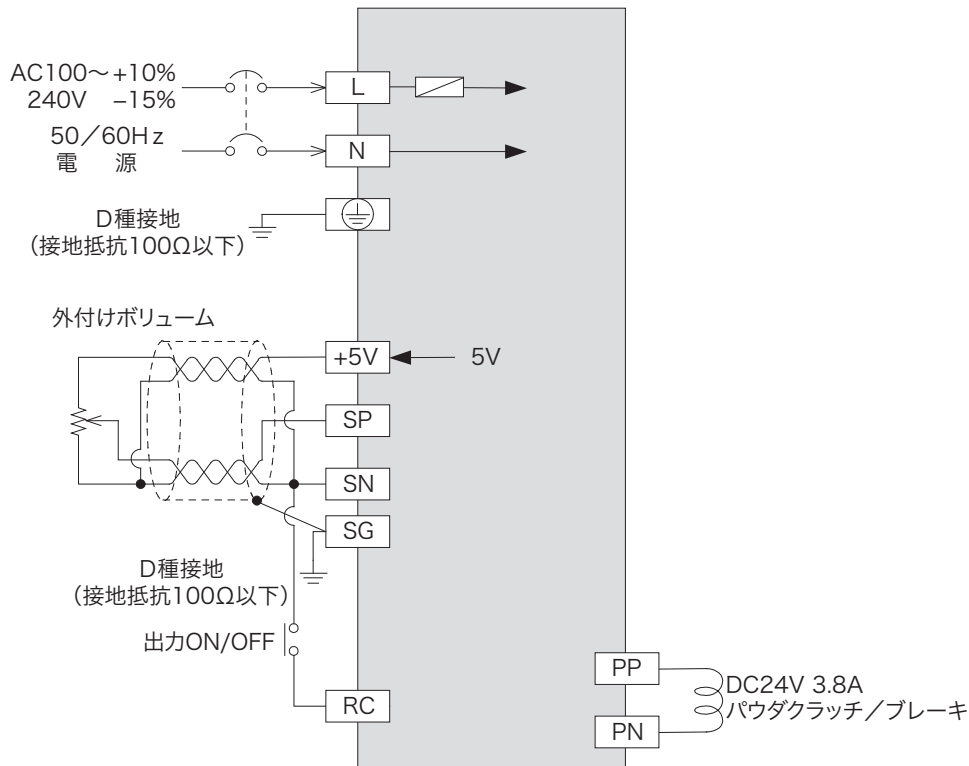 AC100～+10%
240V −15%
L
50／60Hz
電 源
N
D種接地
（接地抵抗100Ω以下）
外付けボリューム
+5V
5V
SP
SN
SG
D種接地
（接地抵抗100Ω以下）
出力ON/OFF
RC
PP
DC24V 3.8A
パウダクラッチ／ブレーキ
PN